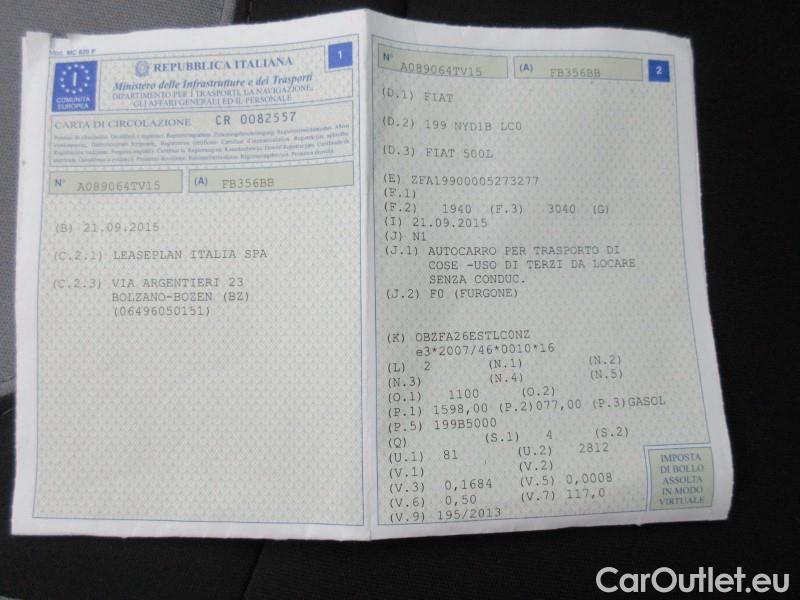 Mod. MC 820 F
REPUBBLICA ITALIANA
1
Ministero delle Infrastrutture e dei Trasporti
DIPARTIMENTO PER I TRASPORTI, LA NAVIGAZIONE,
GLI AFFARI GENERALI ED IL PERSONALE
I
COMUNITÀ
EUROPEA
CARTA DI CIRCOLAZIONE CR 0082557
N° A089064TV15 (A) FB356BB
(B) 21.09.2015
(C.2.1) LEASEPLAN ITALIA SPA
(C.2.3) VIA ARGENTIERI 23
BOLZANO-BOZEN (BZ)
(06496050151)
N° A089064TV15 (A) FB356BB 2
(D.1) FIAT
(D.2) 199 NYD1B LC0
(D.3) FIAT 500L
(E) ZFA19900005273277
(F.1)
(F.2) 1940 (F.3) 3040 (G)
(I) 21.09.2015
(J) N1
(J.1) AUTOCARRO PER TRASPORTO DI
COSE -USO DI TERZI DA LOCARE
SENZA CONDUC.
(J.2) F0 (FURGONE)
(K) OBZFA26ESTLC0NZ
e3*2007/46*0010*16
(L) 2 (N.1) (N.2)
(N.3) (N.4) (N.5)
(O.1) 1100 (O.2)
(P.1) 1598,00 (P.2)077,00 (P.3)GASOL
(P.5) 199B5000
(Q) (S.1) 4 (S.2)
(U.1) 81 (U.2) 2812
(V.1) (V.2)
(V.3) 0,1684 (V.5) 0,0008
(V.6) 0,50 (V.7) 117,0
(V.9) 195/2013
IMPOSTA
DI BOLLO
ASSOLTA
IN MODO
VIRTUALE
CarOutlet.eu